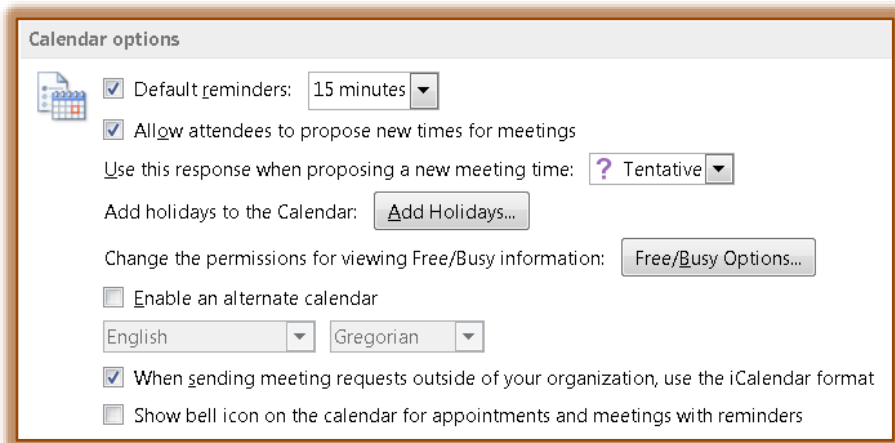 Calendar options
Default reminders: 15 minutes
Allow attendees to propose new times for meetings
Use this response when proposing a new meeting time: ? Tentative
Add holidays to the Calendar: Add Holidays...
Change the permissions for viewing Free/Busy information: Free/Busy Options...
Enable an alternate calendar
English Gregorian
When sending meeting requests outside of your organization, use the iCalendar format
Show bell icon on the calendar for appointments and meetings with reminders